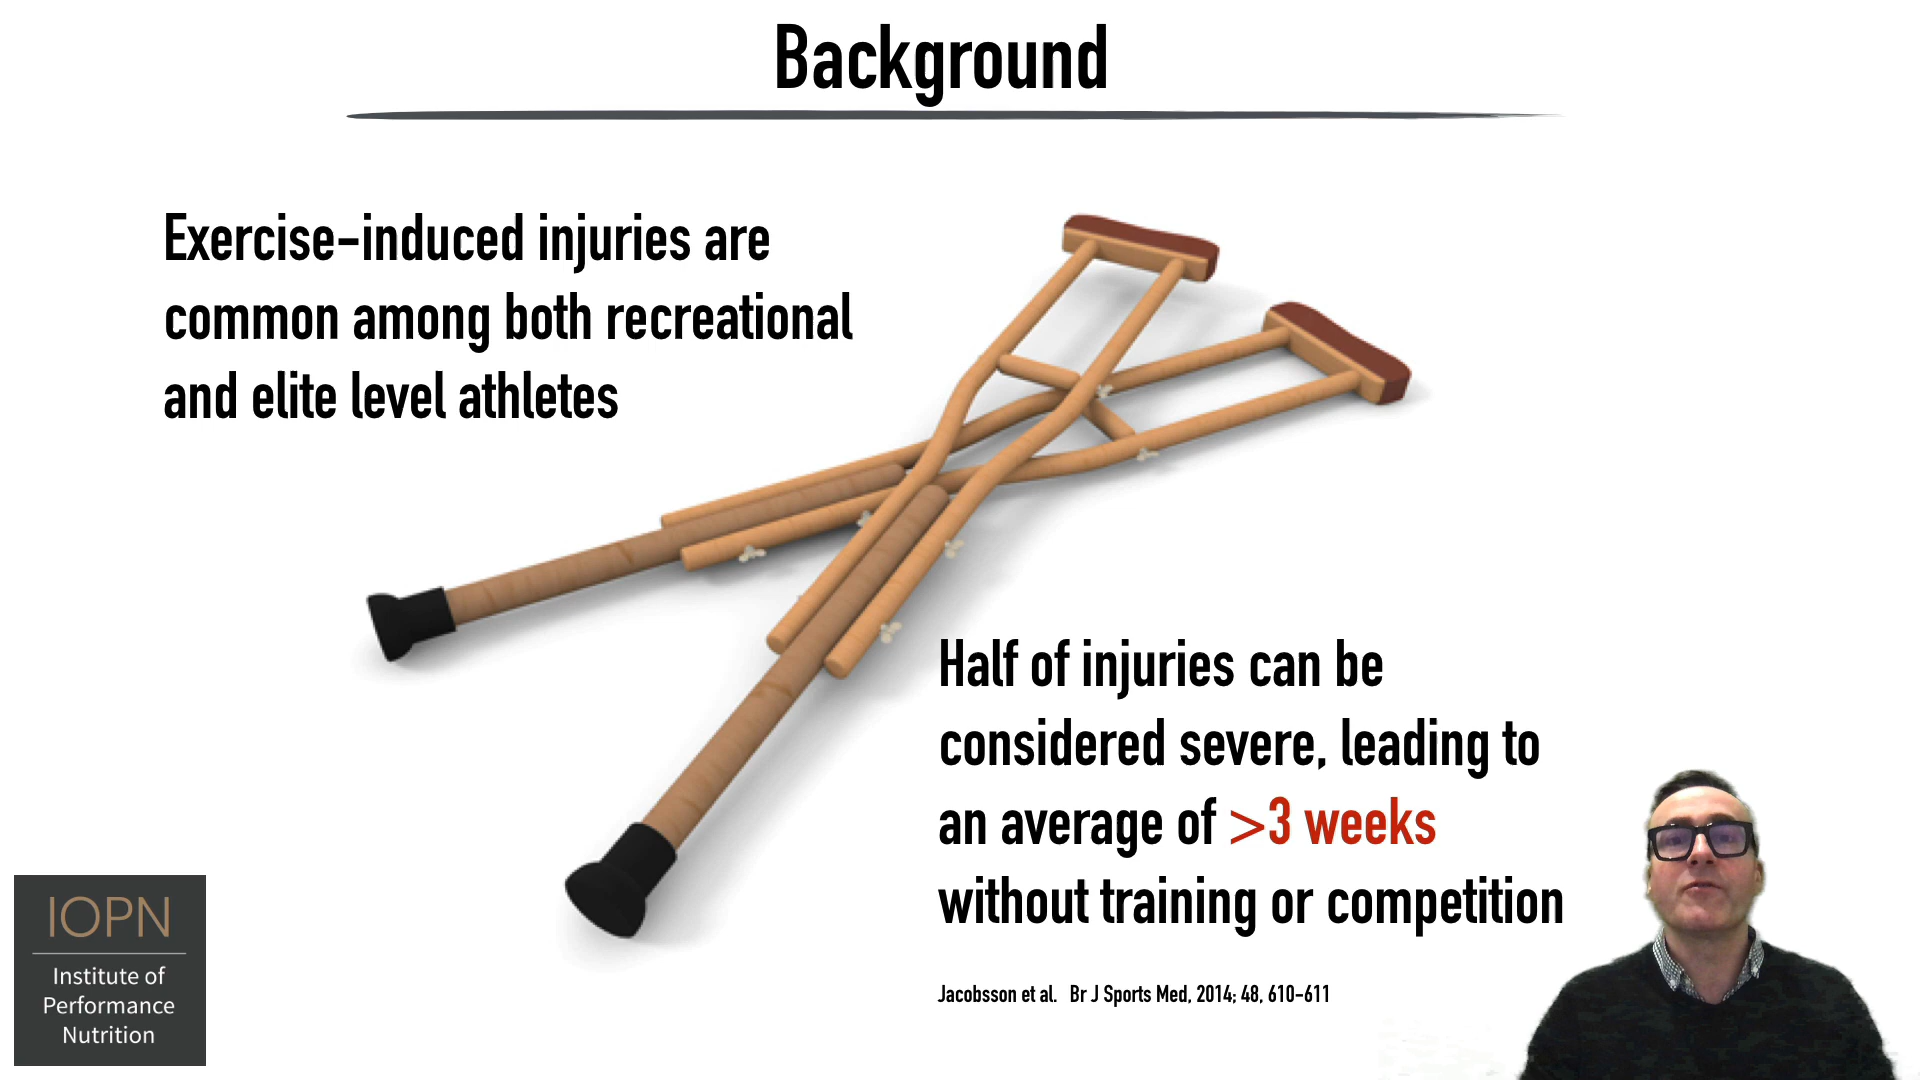 Background
Exercise-induced injuries are
common among both recreational
and elite level athletes
Half of injuries can be
considered severe, leading to
an average of >3 weeks
without training or competition
Jacobsson et al. Br J Sports Med, 2014; 48, 610-611
IOPN
Institute of
Performance
Nutrition